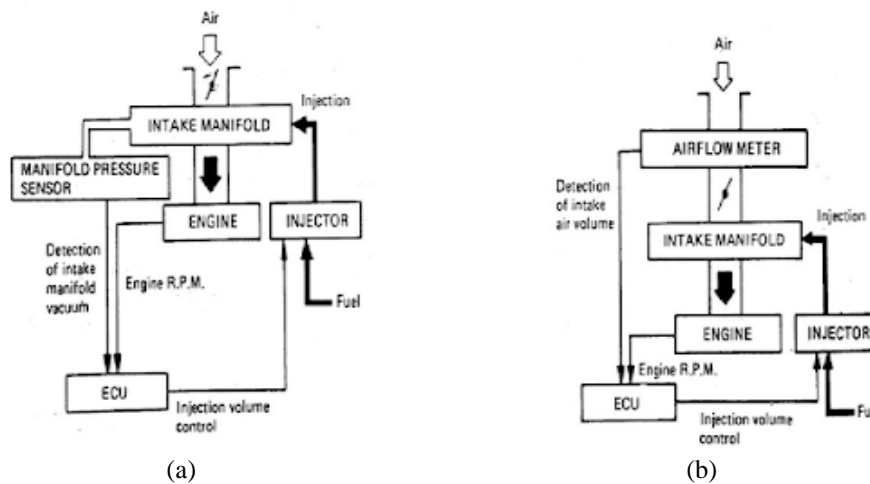 Air
Injection
INTAKE MANIFOLD
MANIFOLD PRESSURE
SENSOR
ENGINE
INJECTOR
Detection
of intake
manifold
vacuum
Engine R.P.M.
Fuel
ECU
Injection volume
control
(a)
Air
AIRFLOW METER
Detection
of intake
air volume
Injection
INTAKE MANIFOLD
ENGINE
INJECTOR
Engine R.P.M.
ECU
Injection volume
control
(b)